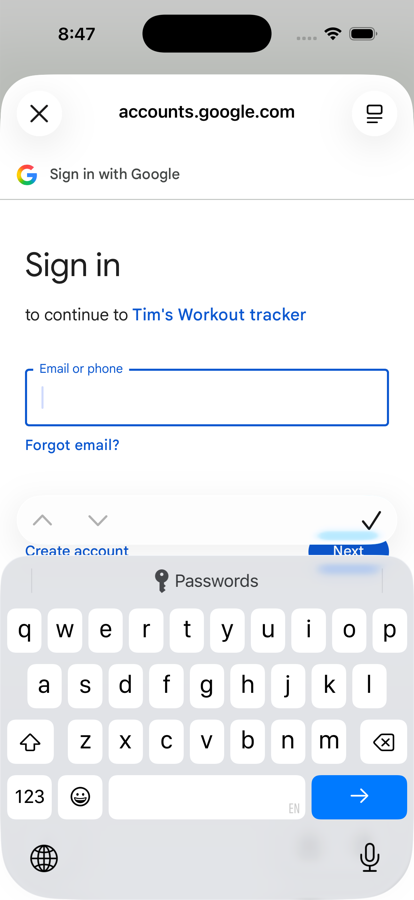 8:47
accounts.google.com
Sign in with Google
Sign in
to continue to Tim's Workout tracker
Email or phone
Forgot email?
Create account
Next
Passwords
q w e r t y u i o p
a s d f g h j k l
z x c v b n m
123
EN